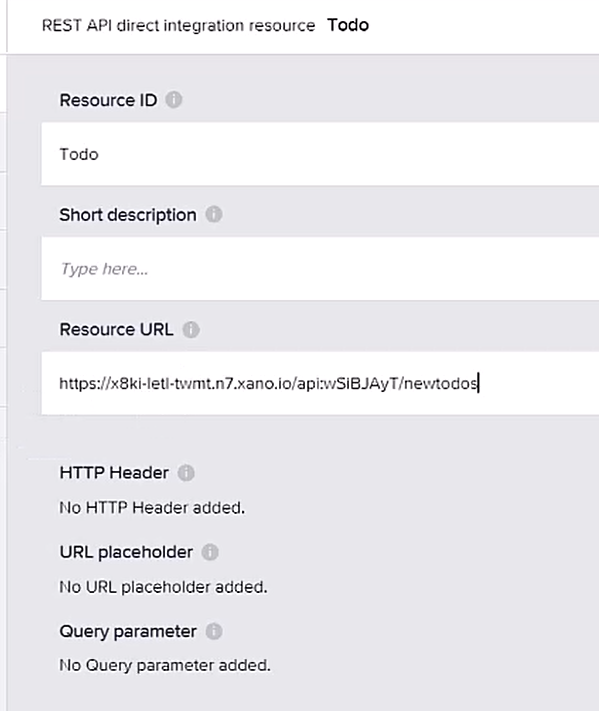 REST API direct integration resource Todo
Resource ID
Todo
Short description
Type here...
Resource URL
https://x8ki-letl-twmt.n7.xano.io/api:wSiBJAyT/newtodos
HTTP Header
No HTTP Header added.
URL placeholder
No URL placeholder added.
Query parameter
No Query parameter added.